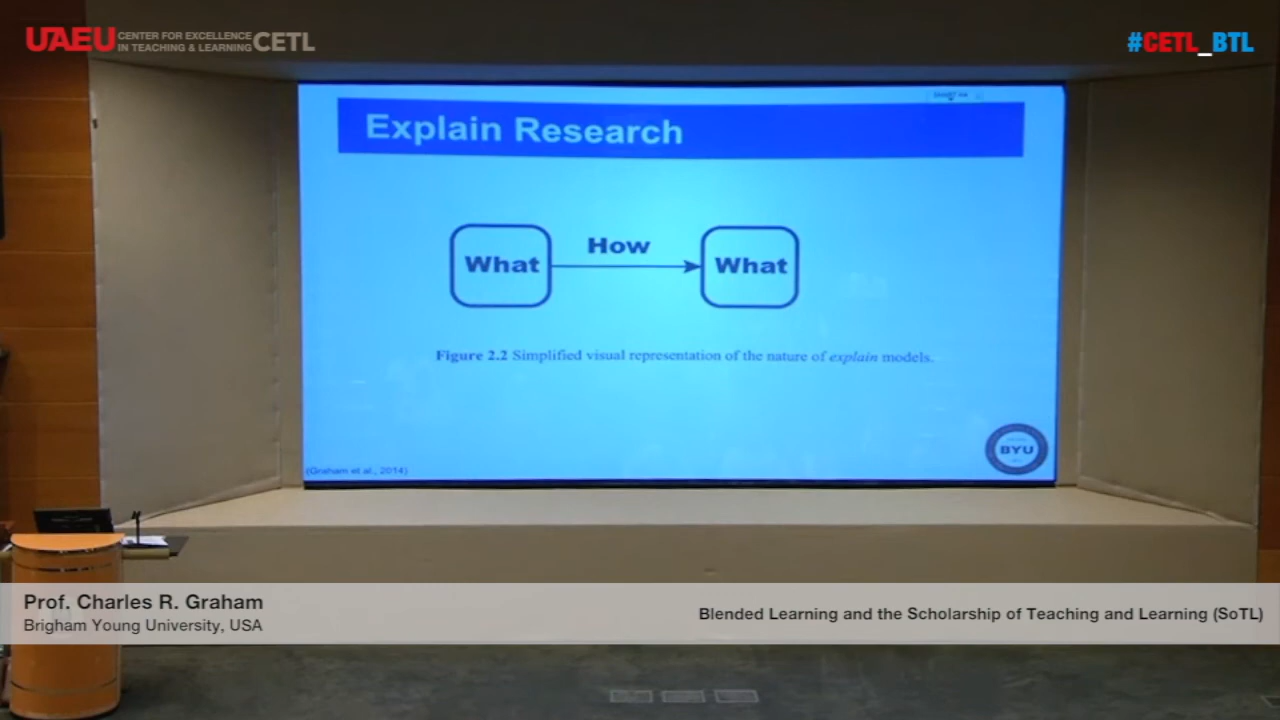 UAEU CENTER FOR EXCELLENCE
IN TEACHING & LEARNING CETL
#CETL_BTL
Explain Research
What
How
What
Figure 2.2 Simplified visual representation of the nature of explain models.
BYU
(Graham et al., 2014)
Prof. Charles R. Graham
Brigham Young University, USA
Blended Learning and the Scholarship of Teaching and Learning (SoTL)